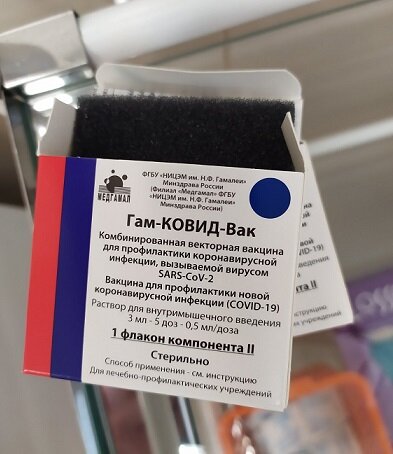 ФГБУ «НИЦЭМ им. Н.Ф. Гамалеи»
Минздрава России
(Филиал «Медгамал» ФГБУ
«НИЦЭМ им. Н.Ф. Гамалеи»
Минздрава России)
МЕДГАМАЛ
Гам-КОВИД-Вак
Комбинированная векторная вакцина
для профилактики коронавирусной
инфекции, вызываемой вирусом
SARS-CoV-2
Вакцина для профилактики новой
коронавирусной инфекции (COVID-19)
Раствор для внутримышечного введения
3 мл - 5 доз - 0,5 мл/доза
1 флакон компонента II
Стерильно
Способ применения - см. инструкцию
Для лечебно-профилактических учреждений